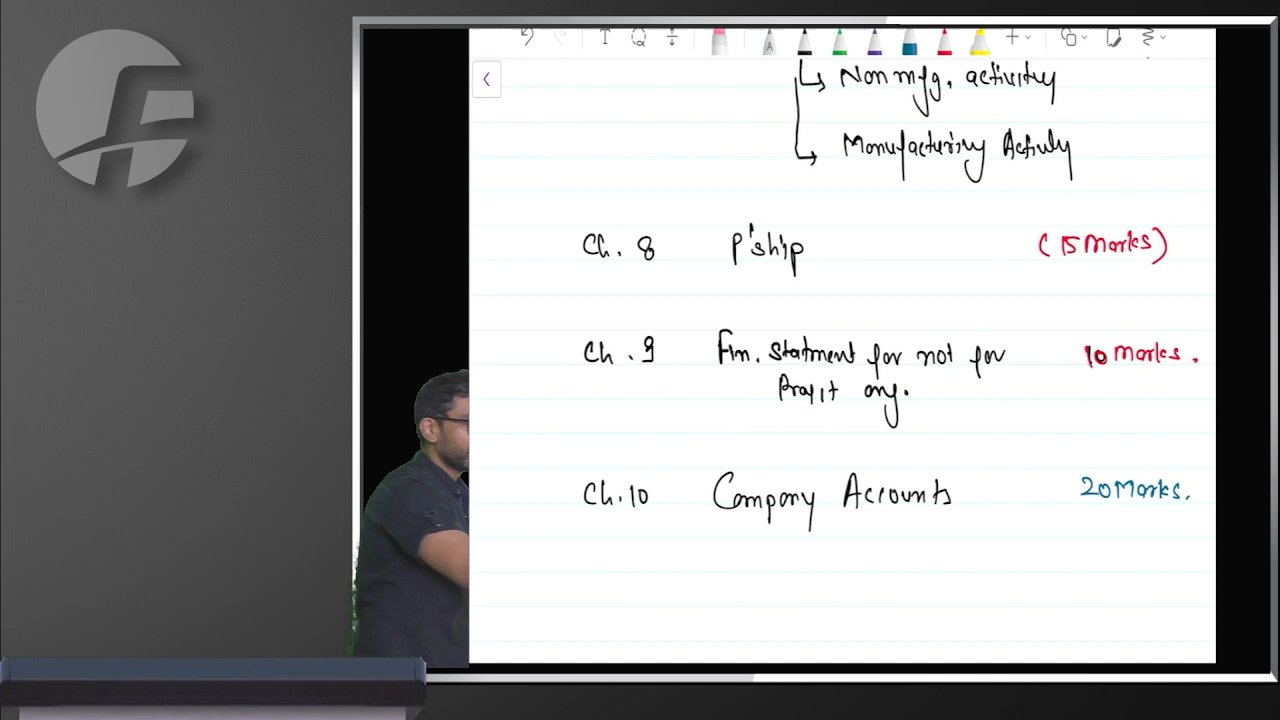 Non mfg. activity
Manufacturing Activity
Ch. 8 P'ship (15 Marks)
Ch. 9 Fin. Statment for not for 10 marks.
Profit org.
Ch. 10 Company Accounts 20 Marks.